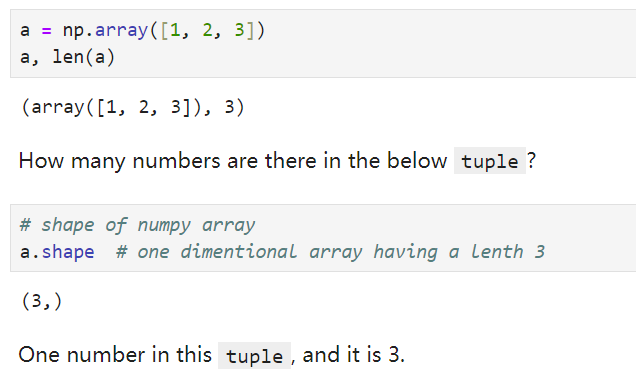 a = np.array([1, 2, 3])
a, len(a)
(array([1, 2, 3]), 3)
How many numbers are there in the below tuple?
# shape of numpy array
a.shape  # one dimentional array having a lenth 3
(3,)
One number in this tuple, and it is 3.